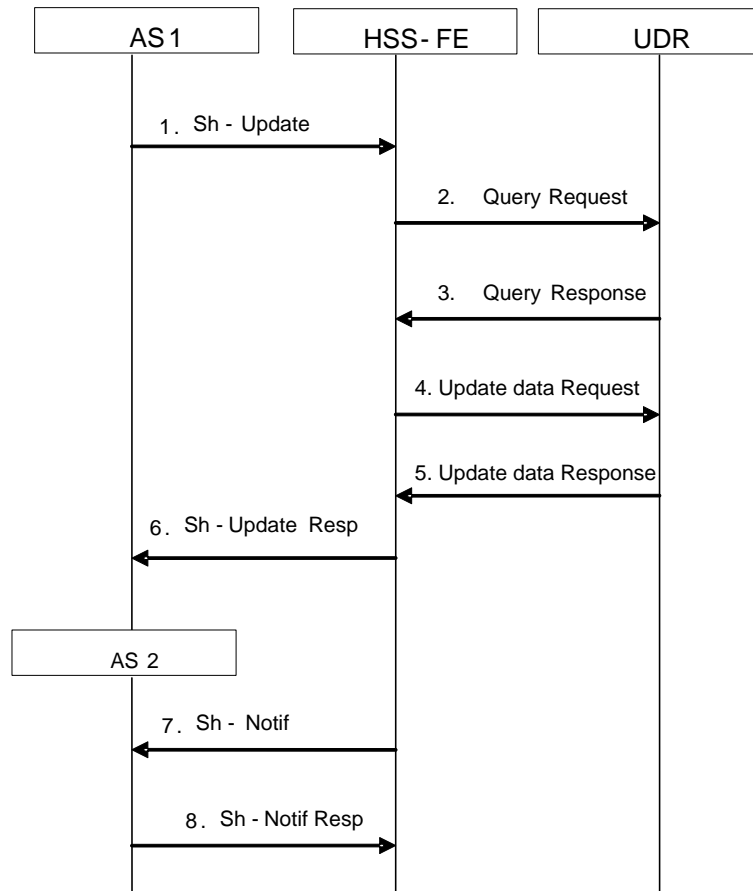 AS 1
HSS - FE
UDR
1. Sh - Update
2. Query Request
3. Query Response
4. Update data Request
5. Update data Response
6. Sh - Update Resp
AS 2
7. Sh - Notif
8. Sh - Notif Resp